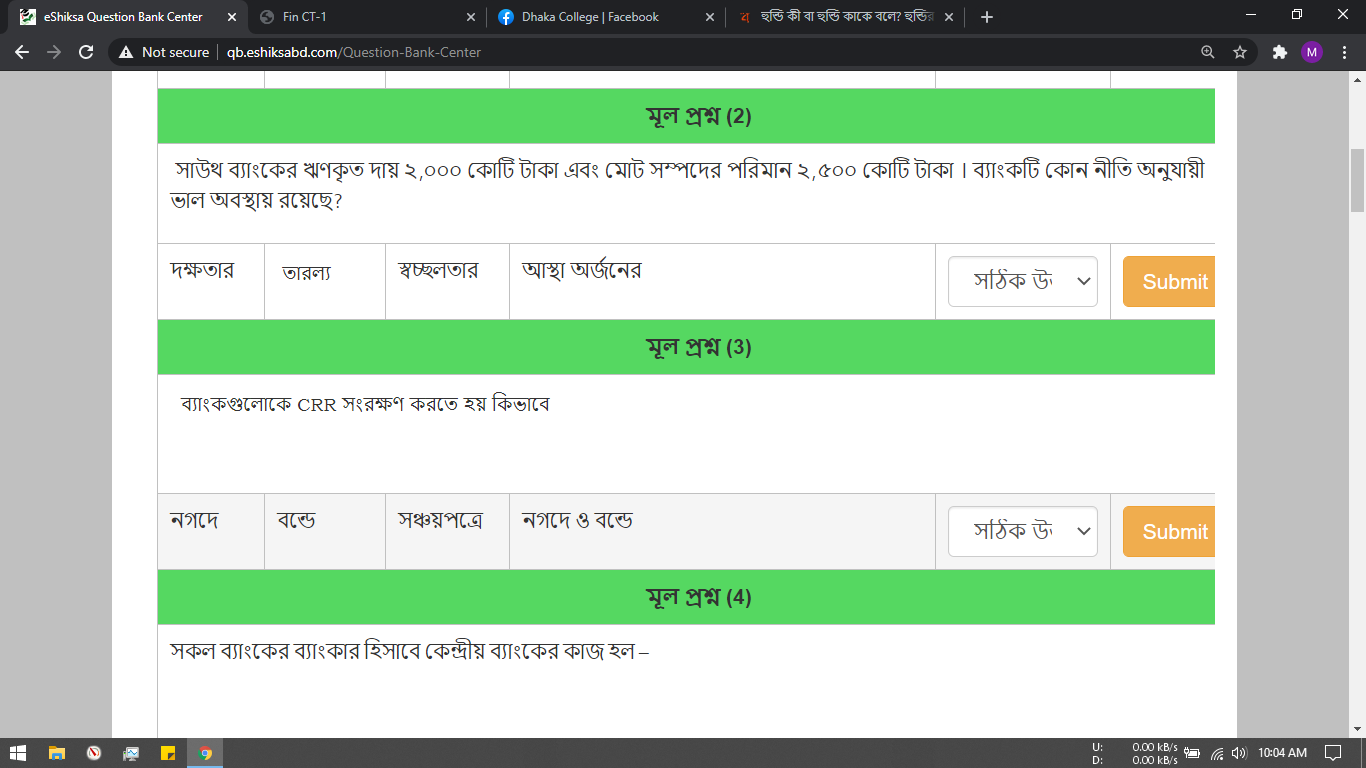 eShiksa Question Bank Center
Fin CT-1
Dhaka College | Facebook
হুন্ডি কী বা হুন্ডি কাকে বলে? হুন্ডির
Not secure
qb.eshiksabd.com/Question-Bank-Center
M
মূল প্রশ্ন (2)
সাউথ ব্যাংকের ঋণকৃত দায় ২,০০০ কোটি টাকা এবং মোট সম্পদের পরিমান ২,৫০০ কোটি টাকা । ব্যাংকটি কোন নীতি অনুযায়ী
ভাল অবস্থায় রয়েছে?
দক্ষতার তারল্য স্বচ্ছলতার আস্থা অর্জনের সঠিক উ Submit
মূল প্রশ্ন (3)
ব্যাংকগুলোকে CRR সংরক্ষণ করতে হয় কিভাবে
নগদে বন্ডে সঞ্চয়পত্রে নগদে ও বন্ডে সঠিক উ Submit
মূল প্রশ্ন (4)
সকল ব্যাংকের ব্যাংকার হিসাবে কেন্দ্রীয় ব্যাংকের কাজ হল –
U: 0.00 kB/s
D: 0.00 kB/s
10:04 AM